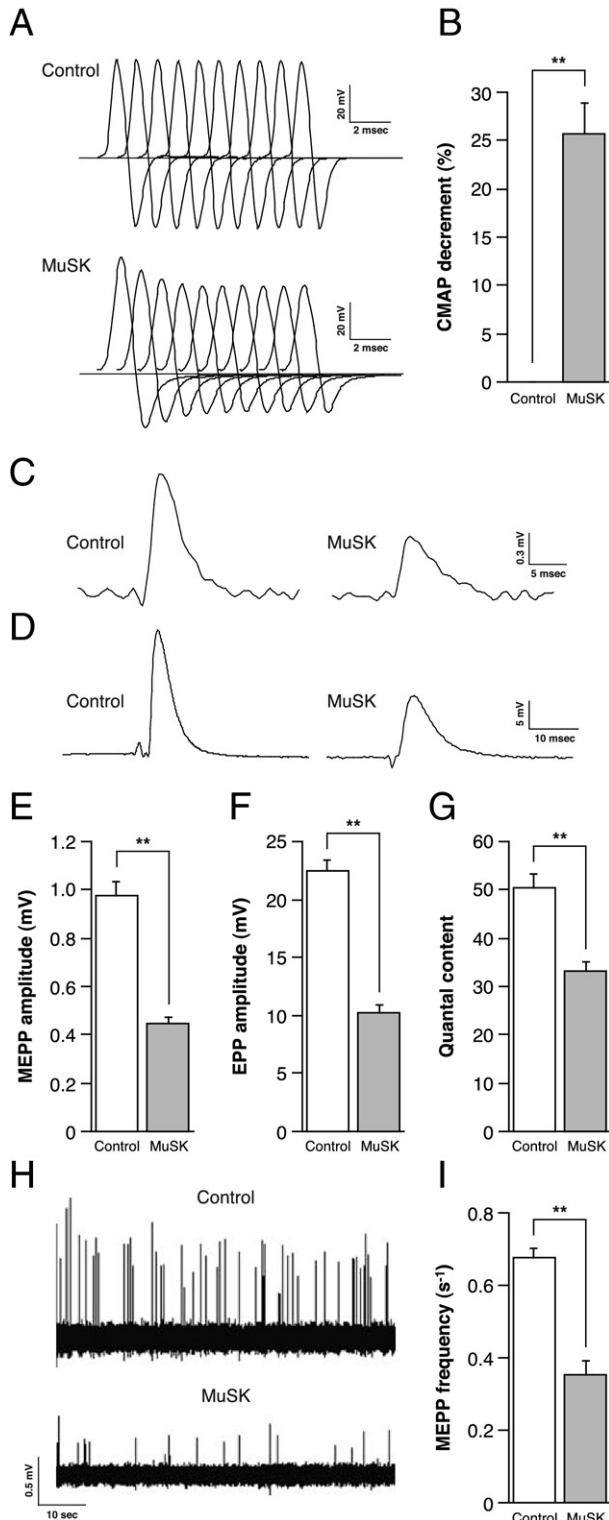 A
Control
20 mV
2 msec
MuSK
20 mV
2 msec
B
**
CMAP decrement (%)
30
25
20
15
10
5
0
Control MuSK
C
Control
MuSK
0.3 mV
5 msec
D
Control
MuSK
5 mV
10 msec
E
**
MEPP amplitude (mV)
1.2
1.0
0.8
0.6
0.4
0.2
0
Control MuSK
F
**
EPP amplitude (mV)
25
20
15
10
5
0
Control MuSK
G
**
Quantal content
60
50
40
30
20
10
0
Control MuSK
H
Control
MuSK
0.5 mV
10 sec
I
**
MEPP frequency (s⁻¹)
0.8
0.6
0.4
0.2
0
Control MuSK